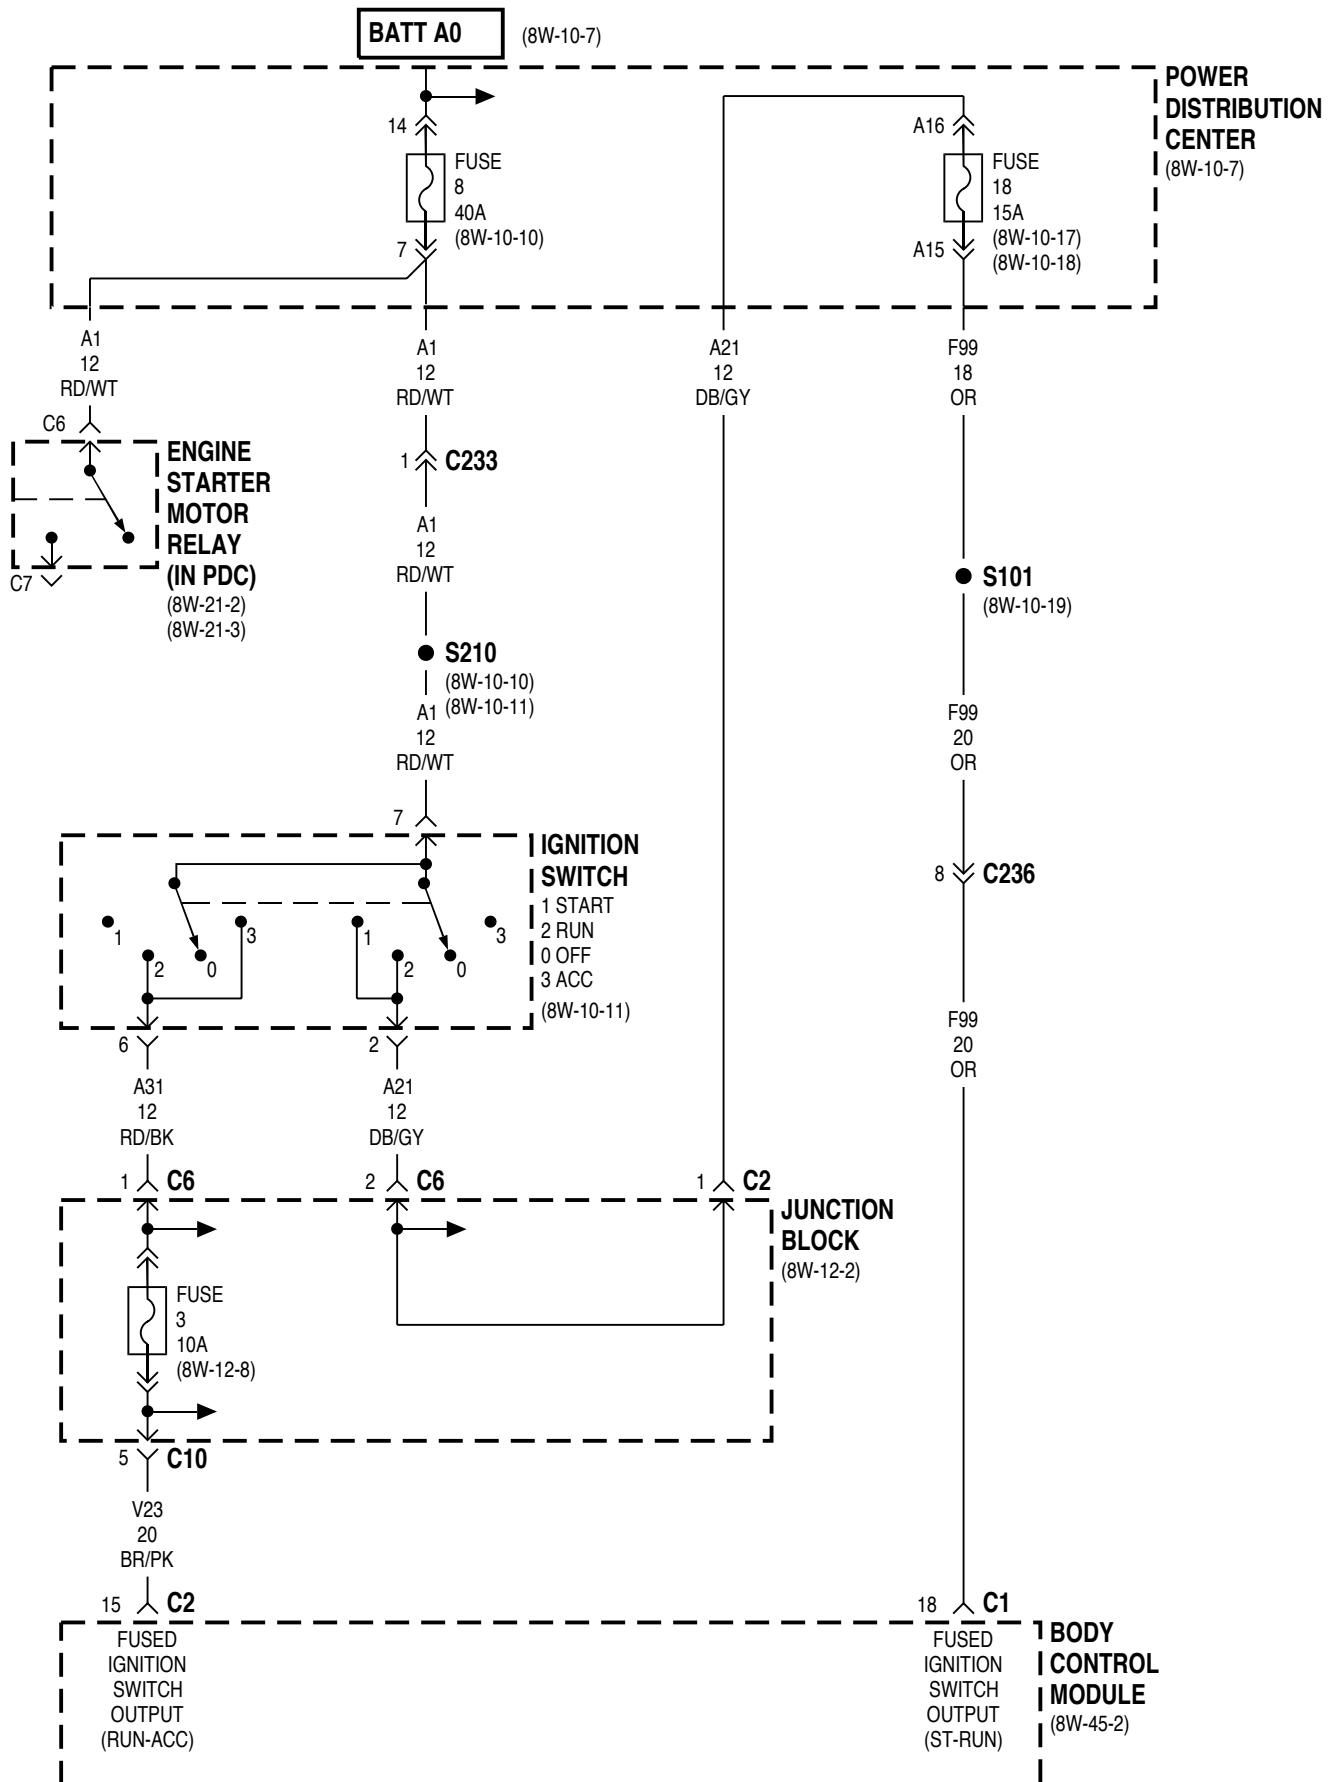 BATT A0
(8W-10-7)
POWER
DISTRIBUTION
CENTER
(8W-10-7)
14
FUSE
8
40A
(8W-10-10)
7
A16
FUSE
18
15A
(8W-10-17)
(8W-10-18)
A15
A1
12
RD/WT
A1
12
RD/WT
A21
12
DB/GY
F99
18
OR
C6
ENGINE
STARTER
MOTOR
RELAY
(IN PDC)
(8W-21-2)
(8W-21-3)
C7
1 C233
A1
12
RD/WT
S101
(8W-10-19)
S210
(8W-10-10)
(8W-10-11)
A1
12
RD/WT
F99
20
OR
7
IGNITION
SWITCH
1 START
2 RUN
0 OFF
3 ACC
(8W-10-11)
1
2
0
3
1
2
0
3
8 C236
6
2
F99
20
OR
A31
12
RD/BK
A21
12
DB/GY
1 C6
2 C6
1 C2
JUNCTION
BLOCK
(8W-12-2)
FUSE
3
10A
(8W-12-8)
5 C10
V23
20
BR/PK
15 C2
18 C1
FUSED
IGNITION
SWITCH
OUTPUT
(RUN-ACC)
FUSED
IGNITION
SWITCH
OUTPUT
(ST-RUN)
BODY
CONTROL
MODULE
(8W-45-2)